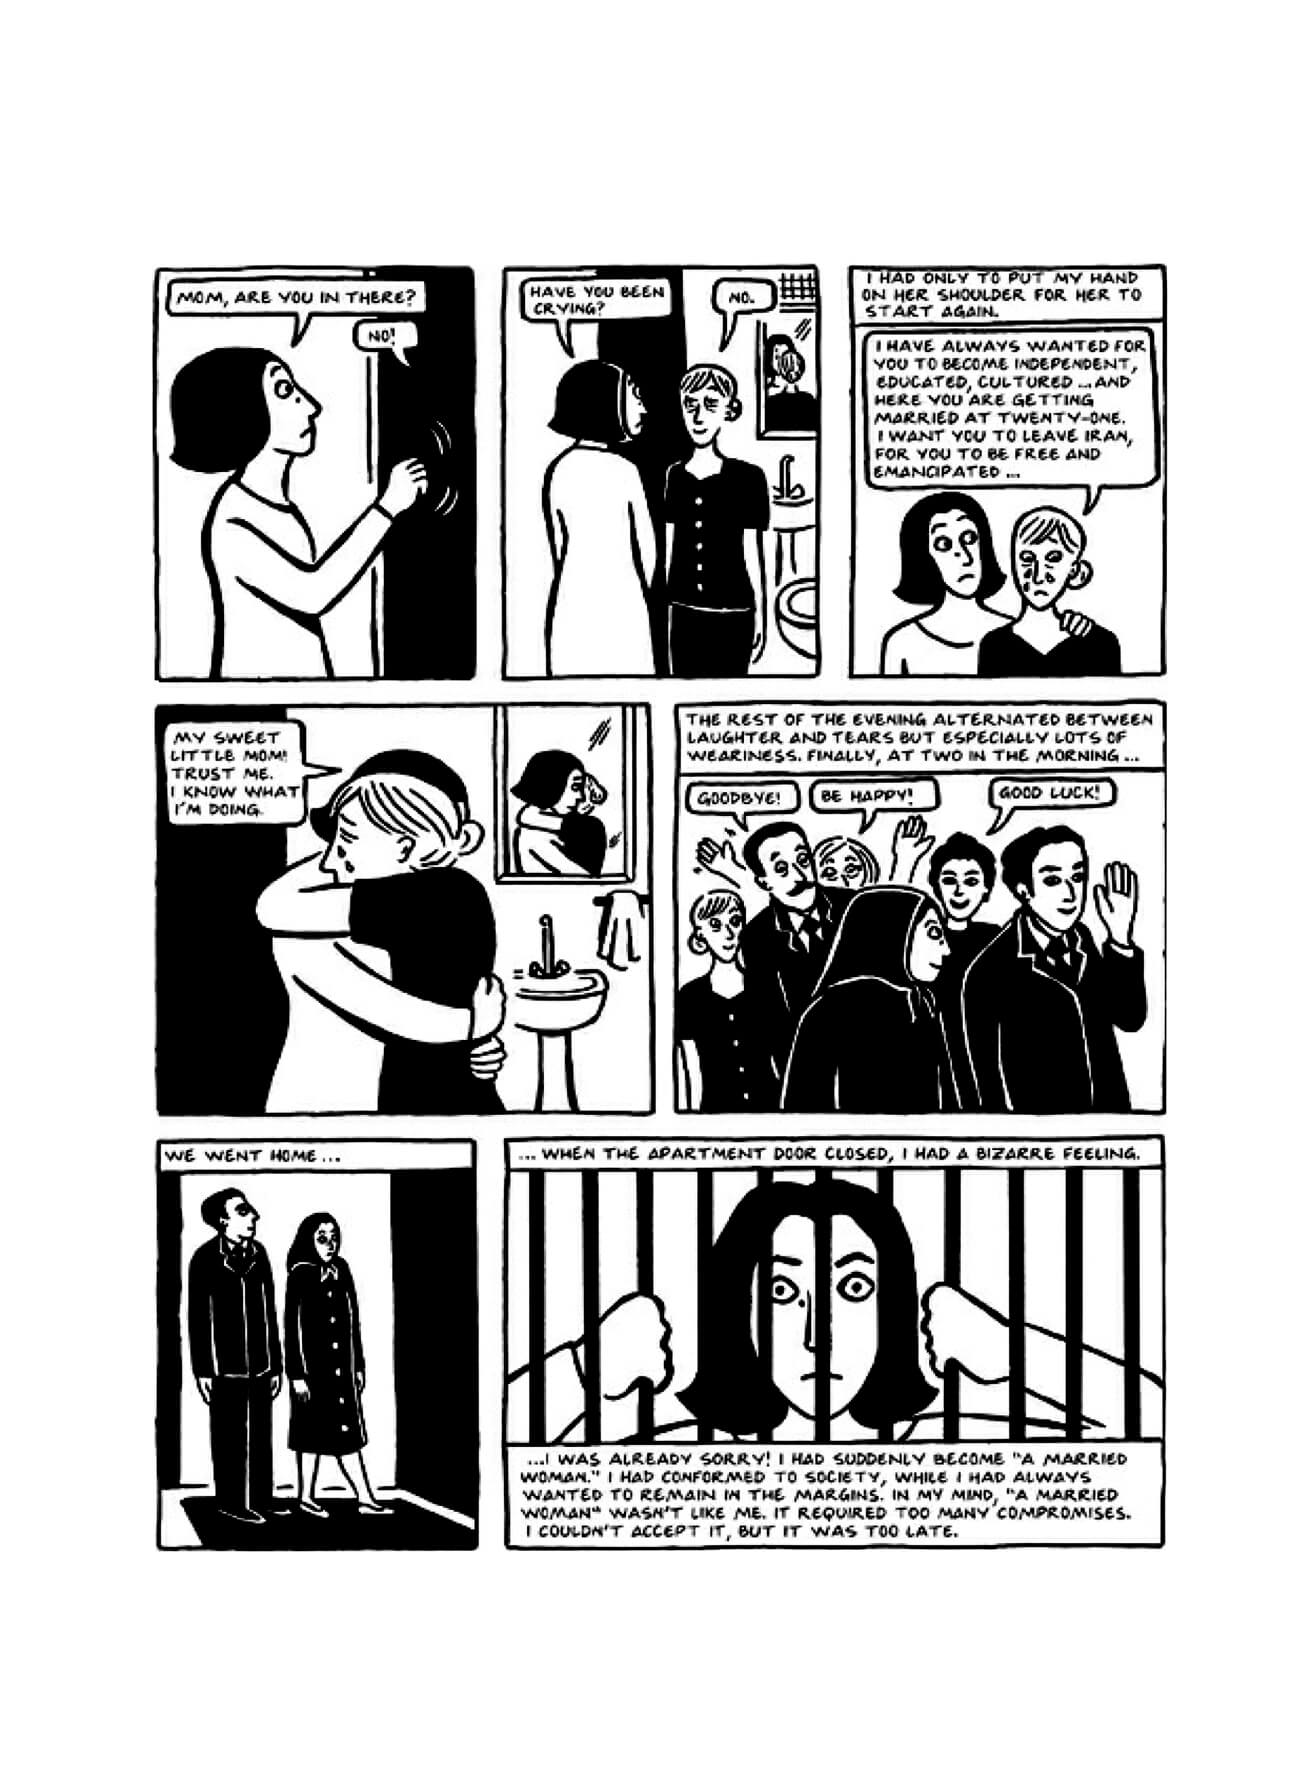 MOM, ARE YOU IN THERE?
NO!
HAVE YOU BEEN
CRYING?
NO.
I HAD ONLY TO PUT MY HAND
ON HER SHOULDER FOR HER TO
START AGAIN.
I HAVE ALWAYS WANTED FOR
YOU TO BECOME INDEPENDENT,
EDUCATED, CULTURED ... AND
HERE YOU ARE GETTING
MARRIED AT TWENTY-ONE.
I WANT YOU TO LEAVE IRAN,
FOR YOU TO BE FREE AND
EMANCIPATED ...
MY SWEET
LITTLE MOM!
TRUST ME.
I KNOW WHAT
I'M DOING.
THE REST OF THE EVENING ALTERNATED BETWEEN
LAUGHTER AND TEARS BUT ESPECIALLY LOTS OF
WEARINESS. FINALLY, AT TWO IN THE MORNING ...
GOODBYE!
BE HAPPY!
GOOD LUCK!
WE WENT HOME ...
... WHEN THE APARTMENT DOOR CLOSED, I HAD A BIZARRE FEELING.
...I WAS ALREADY SORRY! I HAD SUDDENLY BECOME "A MARRIED
WOMAN." I HAD CONFORMED TO SOCIETY, WHILE I HAD ALWAYS
WANTED TO REMAIN IN THE MARGINS. IN MY MIND, "A MARRIED
WOMAN" WASN'T LIKE ME. IT REQUIRED TOO MANY COMPROMISES.
I COULDN'T ACCEPT IT, BUT IT WAS TOO LATE.